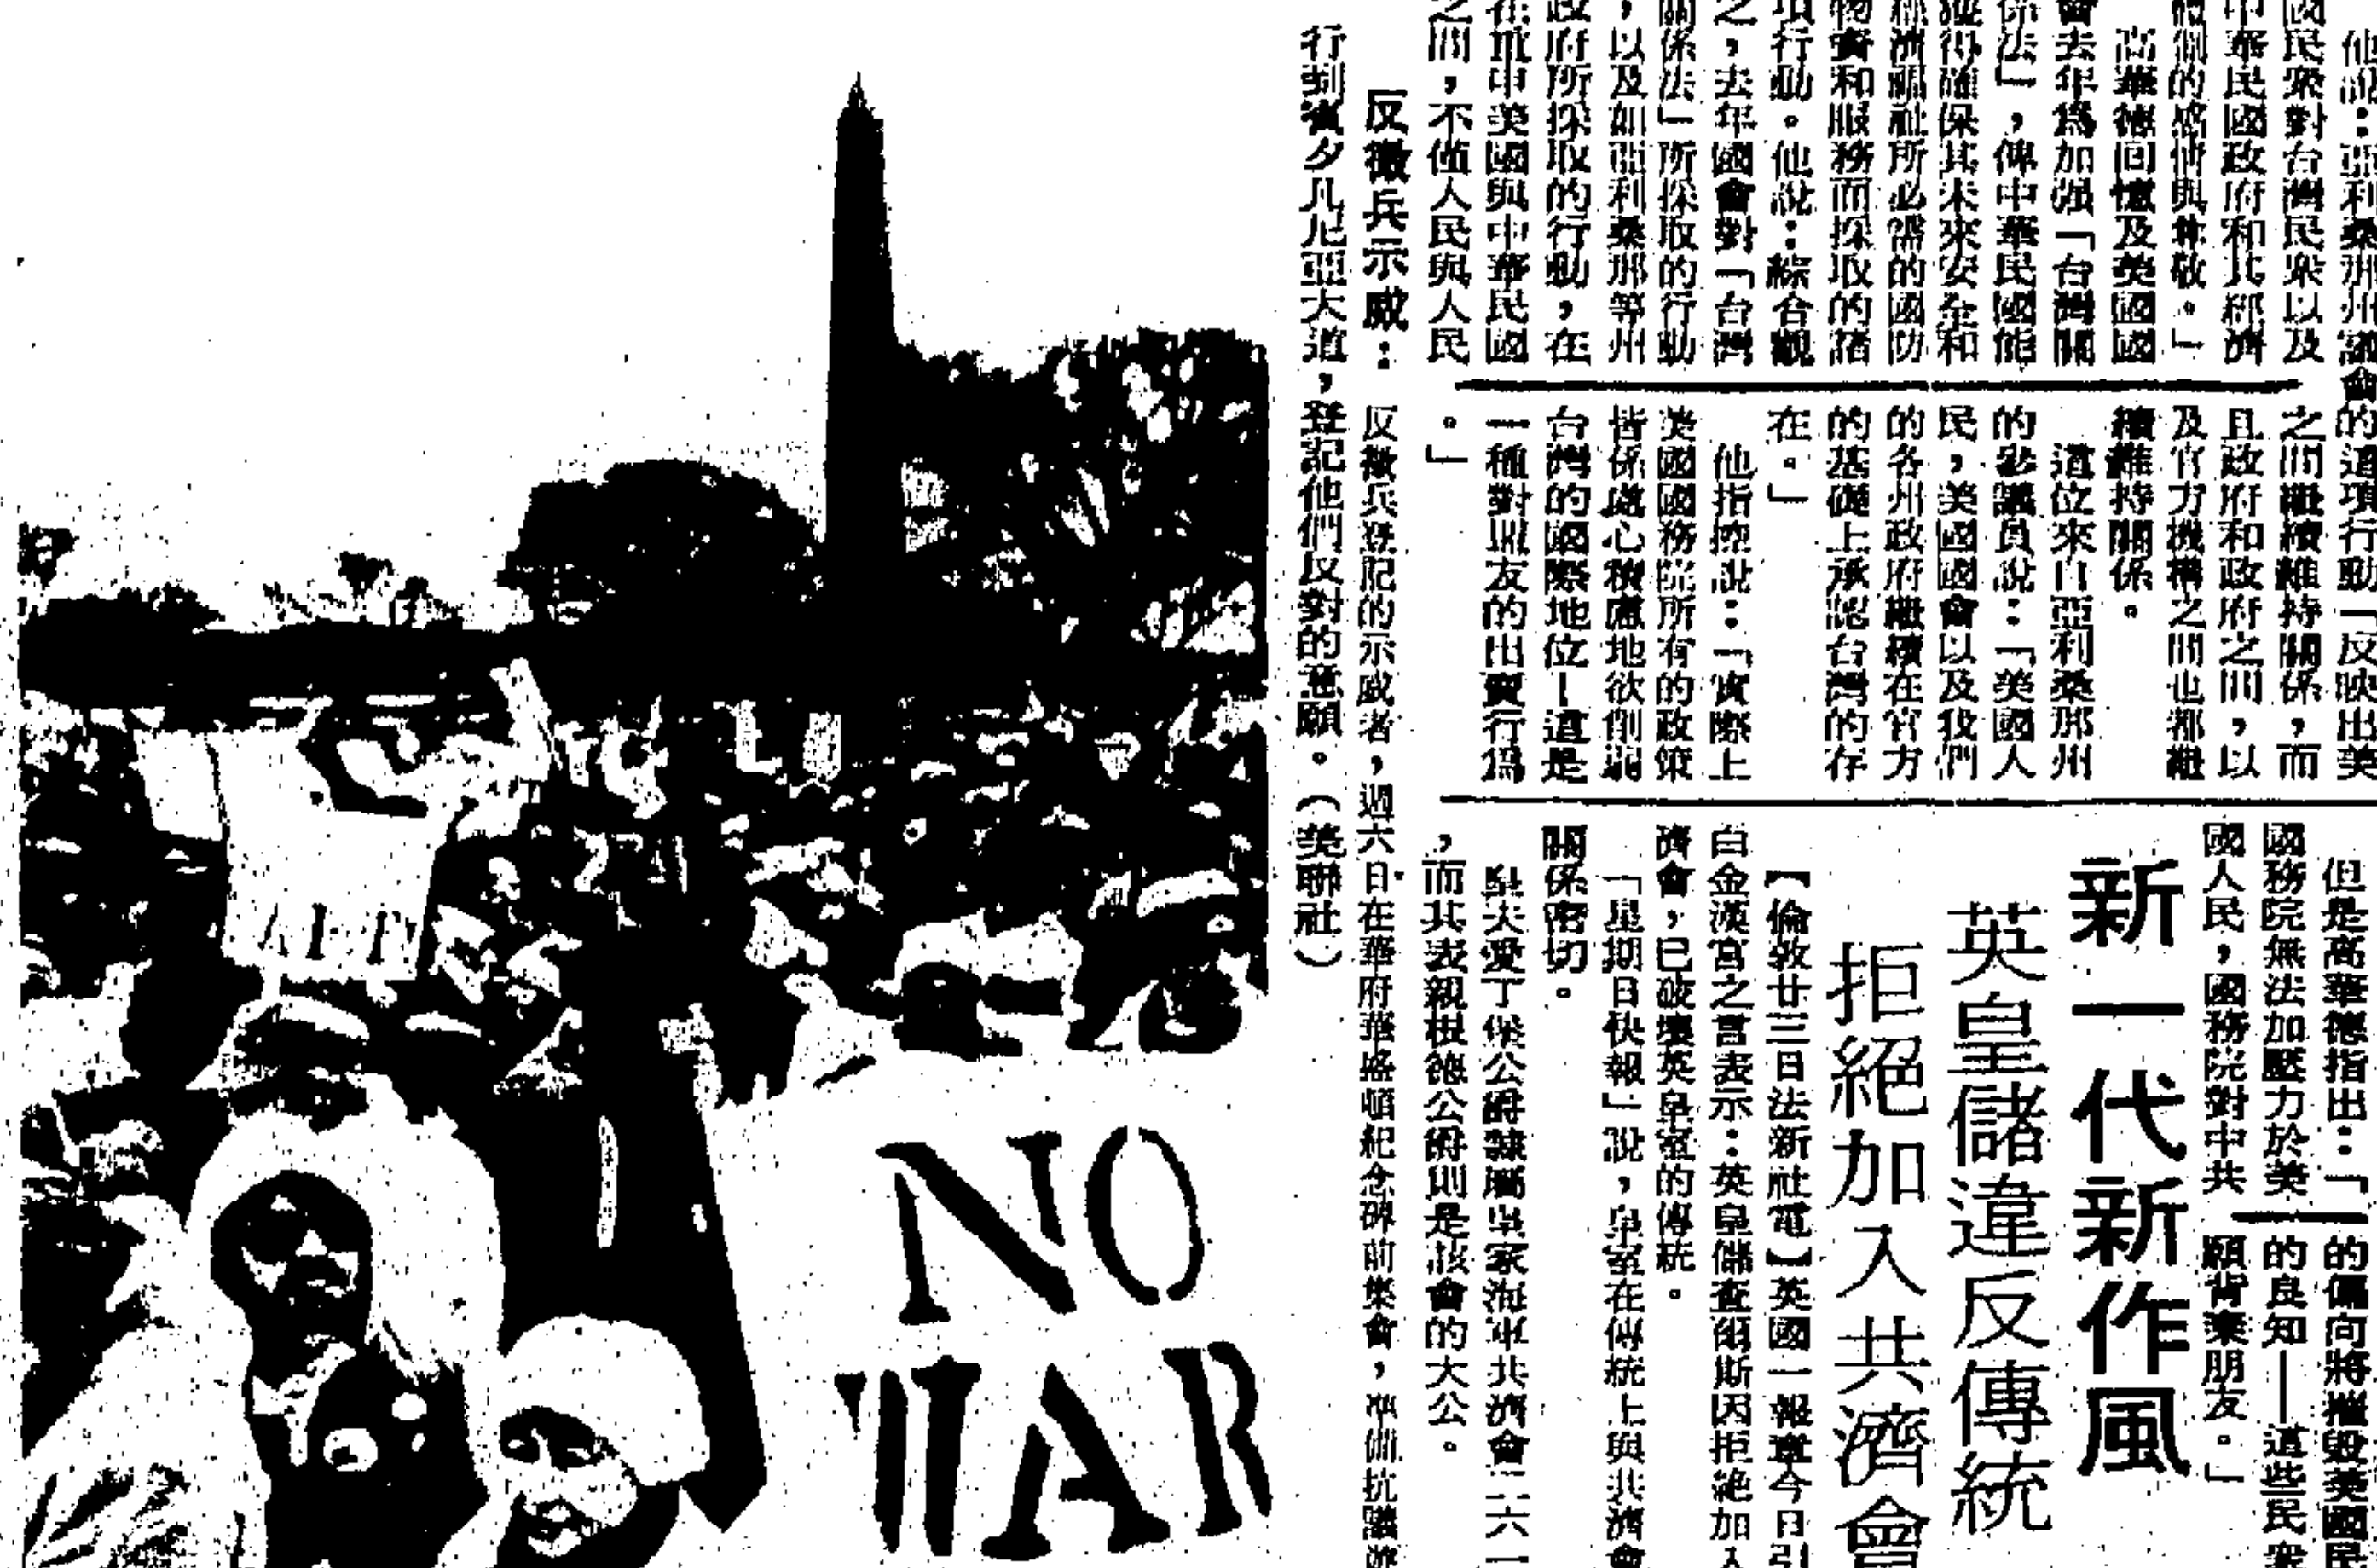 他說：亞利桑那州議會的這項行動「反映出美
國民衆對台灣民衆以及
中華民國政府和其經濟
的感情與尊敬。」
高華德回憶及美國國
會去年爲加强「台灣關
係法」，俾中華民國能
獲得確保其未來安全和
經濟福祉所必需的國防
物資和服務而採取的諸
項行動。他說：綜合觀
之，去年國會對「台灣
關係法」所採取的行動
，以及如亞利桑那等州
政府所採取的行動，在
在重申美國與中華民國
之間，不僅人民與人民
之間繼續維持關係，而
且政府和政府之間，以
及官方機構之間也都繼
續維持關係。
這位來自亞利桑那州
的參議員說：「美國人
民，美國國會以及我們
的各州政府繼續在官方
的基礎上承認台灣的存
在。」
他指控說：「實際上
美國國務院所有的政策
皆係處心積慮地欲削弱
台灣的國際地位—這是
一種對盟友的出賣行爲
。」
但是高華德指出：「
國務院無法加壓力於美
國人民，國務院對中共
的偏向將摧毀美國民
的良知——這些民衆
願背棄朋友。」
新一代新作風
英皇儲違反傳統
拒絕加入共濟會
【倫敦廿三日法新社電】英國一報章今日引
白金漢宮之言表示：英皇儲查爾斯因拒絕加入
濟會，已破壞英皇室的傳統。
「星期日快報」說，皇室在傳統上與共濟會
關係密切。
皇夫愛丁堡公爵隸屬皇家海軍共濟會二六一
，而其表親根德公爵則是該會的大公。
反徵兵示威：
反徵兵登記的示威者，週六日在華府華盛頓紀念碑前集會，準備抗議遊
行到賓夕凡尼亞大道，登記他們反對的意願。（美聯社）
NO
WAR